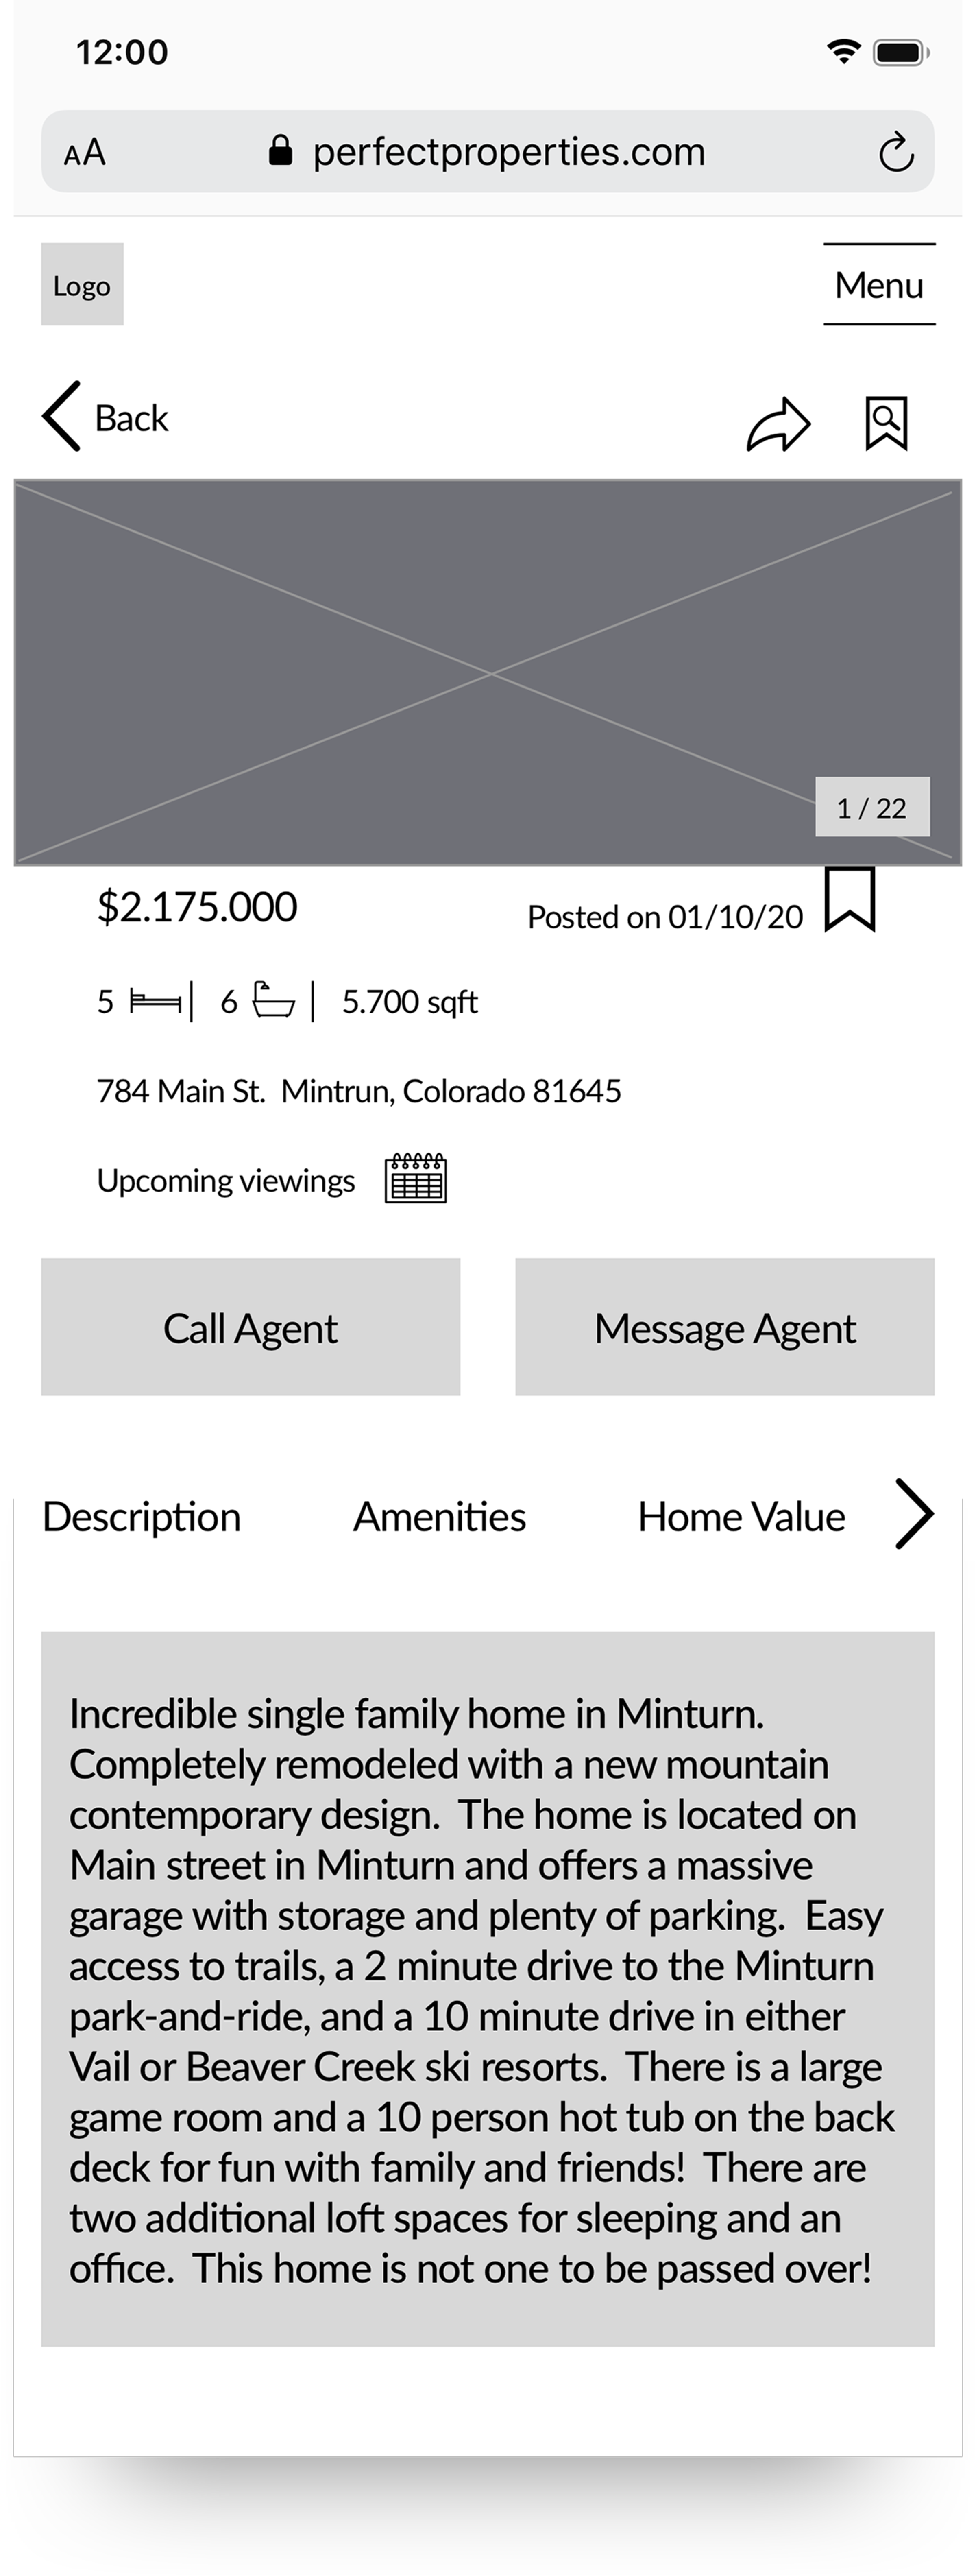 12:00
AA perfectproperties.com
Logo
Menu
Back
1 / 22
$2.175.000
Posted on 01/10/20
5 | 6 | 5.700 sqft
784 Main St.  Mintrun, Colorado 81645
Upcoming viewings
Call Agent
Message Agent
Description
Amenities
Home Value
Incredible single family home in Minturn.
Completely remodeled with a new mountain
contemporary design.  The home is located on
Main street in Minturn and offers a massive
garage with storage and plenty of parking.  Easy
access to trails, a 2 minute drive to the Minturn
park-and-ride, and a 10 minute drive in either
Vail or Beaver Creek ski resorts.  There is a large
game room and a 10 person hot tub on the back
deck for fun with family and friends!  There are
two additional loft spaces for sleeping and an
office.  This home is not one to be passed over!